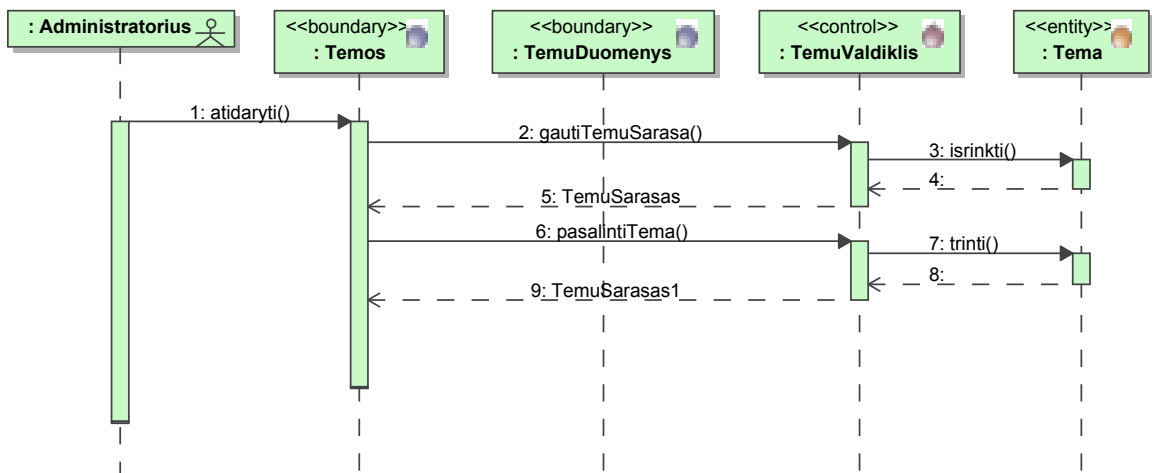 : Administratorius
<<boundary>>
: Temos
<<boundary>>
: TemuDuomenys
<<control>>
: TemuValdiklis
<<entity>>
: Tema
1: atidaryti()
2: gautiTemuSarasa()
3: isrinkti()
4:
5: TemuSarasas
6: pasalintiTema()
7: trinti()
8:
9: TemuSarasas1